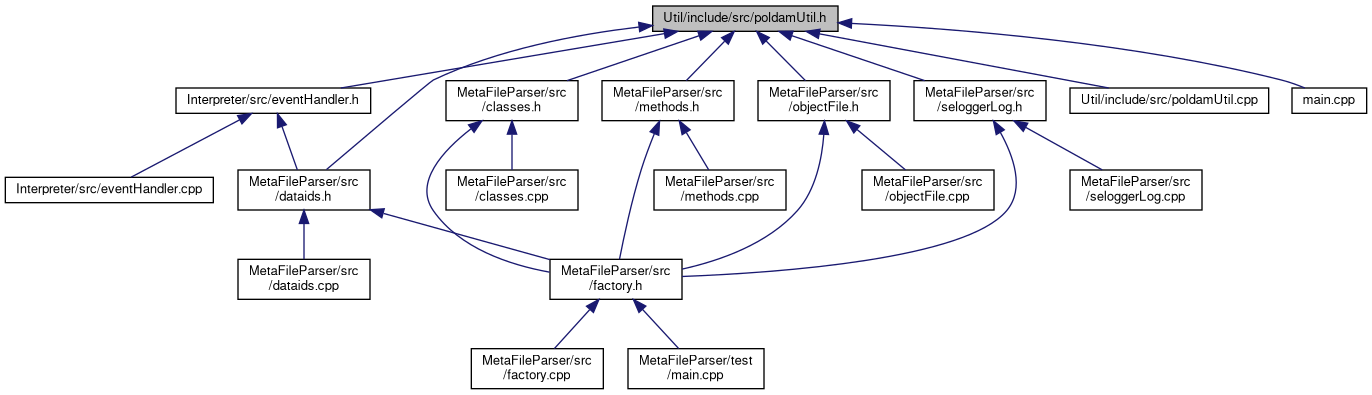 Util/include/src/poldamUtil.h
Interpreter/src/eventHandler.h
MetaFileParser/src
/classes.h
MetaFileParser/src
/methods.h
MetaFileParser/src
/objectFile.h
MetaFileParser/src
/seloggerLog.h
Util/include/src/poldamUtil.cpp
main.cpp
Interpreter/src/eventHandler.cpp
MetaFileParser/src
/dataids.h
MetaFileParser/src
/classes.cpp
MetaFileParser/src
/methods.cpp
MetaFileParser/src
/objectFile.cpp
MetaFileParser/src
/seloggerLog.cpp
MetaFileParser/src
/dataids.cpp
MetaFileParser/src
/factory.h
MetaFileParser/src
/factory.cpp
MetaFileParser/test
/main.cpp